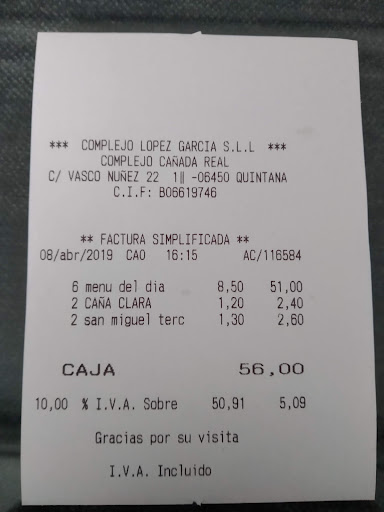 *** COMPLEJO LOPEZ GARCIA S.L.L ***
COMPLEJO CAÑADA REAL
C/ VASCO NUÑEZ 22 1‖ -06450 QUINTANA
C.I.F: B06619746
** FACTURA SIMPLIFICADA **
08/abr/2019 CA0 16:15 AC/116584
6 menu del dia 8,50 51,00
2 CAÑA CLARA 1,20 2,40
2 san miguel terc 1,30 2,60
CAJA 56,00
10,00 % I.V.A. Sobre 50,91 5,09
Gracias por su visita
I.V.A. Incluido